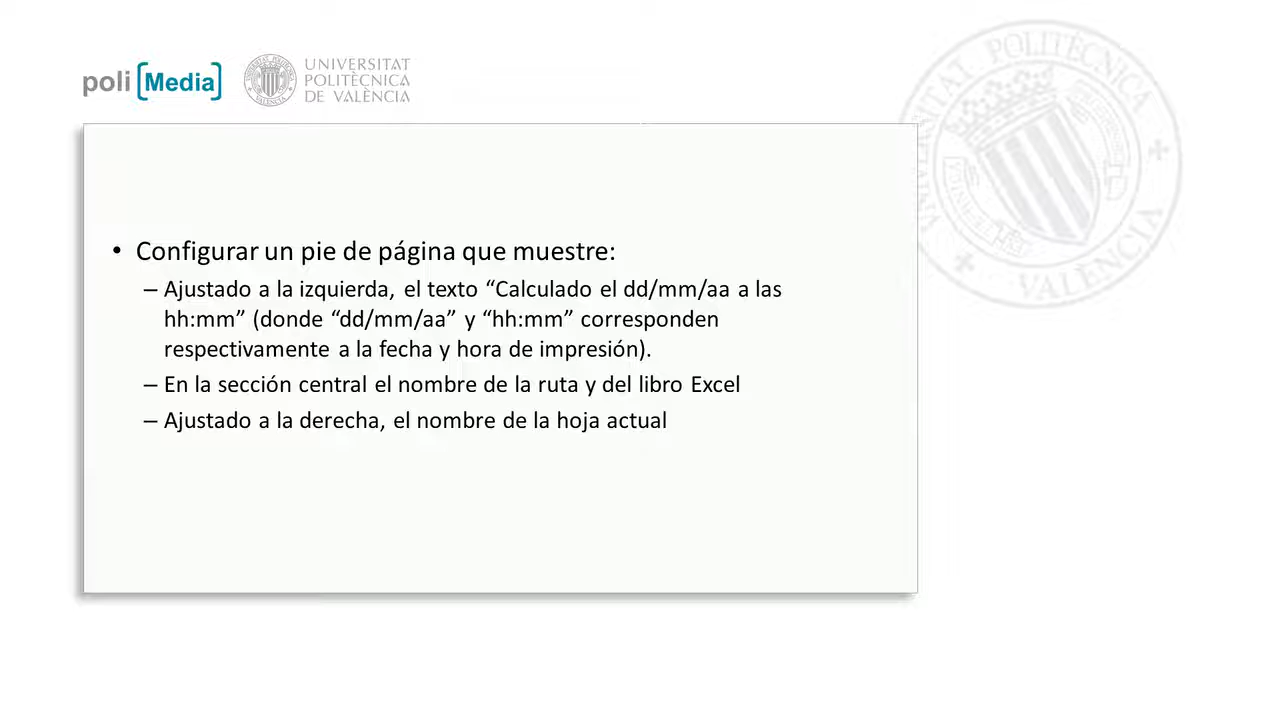 poli [Media]
UNIVERSITAT
POLITÈCNICA
DE VALÈNCIA
• Configurar un pie de página que muestre:
– Ajustado a la izquierda, el texto “Calculado el dd/mm/aa a las
hh:mm” (donde “dd/mm/aa” y “hh:mm” corresponden
respectivamente a la fecha y hora de impresión).
– En la sección central el nombre de la ruta y del libro Excel
– Ajustado a la derecha, el nombre de la hoja actual
POLITÈCNICA
VALÈNCIA